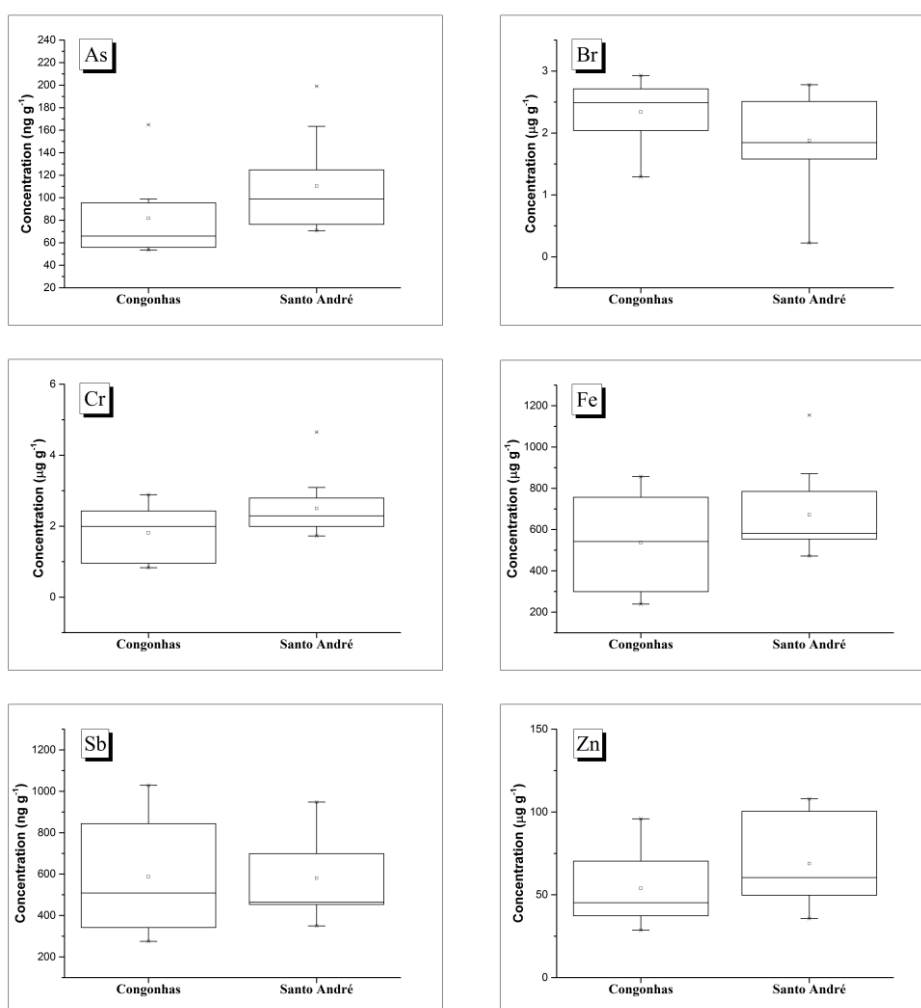 As
Concentration (ng g⁻¹)
240
220
200
180
160
140
120
100
80
60
40
20
Congonhas Santo André
Br
Concentration (µg g⁻¹)
3
2
1
0
Congonhas Santo André
Cr
Concentration (µg g⁻¹)
6
4
2
0
Congonhas Santo André
Fe
Concentration (µg g⁻¹)
1200
1000
800
600
400
200
Congonhas Santo André
Sb
Concentration (ng g⁻¹)
1200
1000
800
600
400
200
Congonhas Santo André
Zn
Concentration (µg g⁻¹)
150
100
50
0
Congonhas Santo André